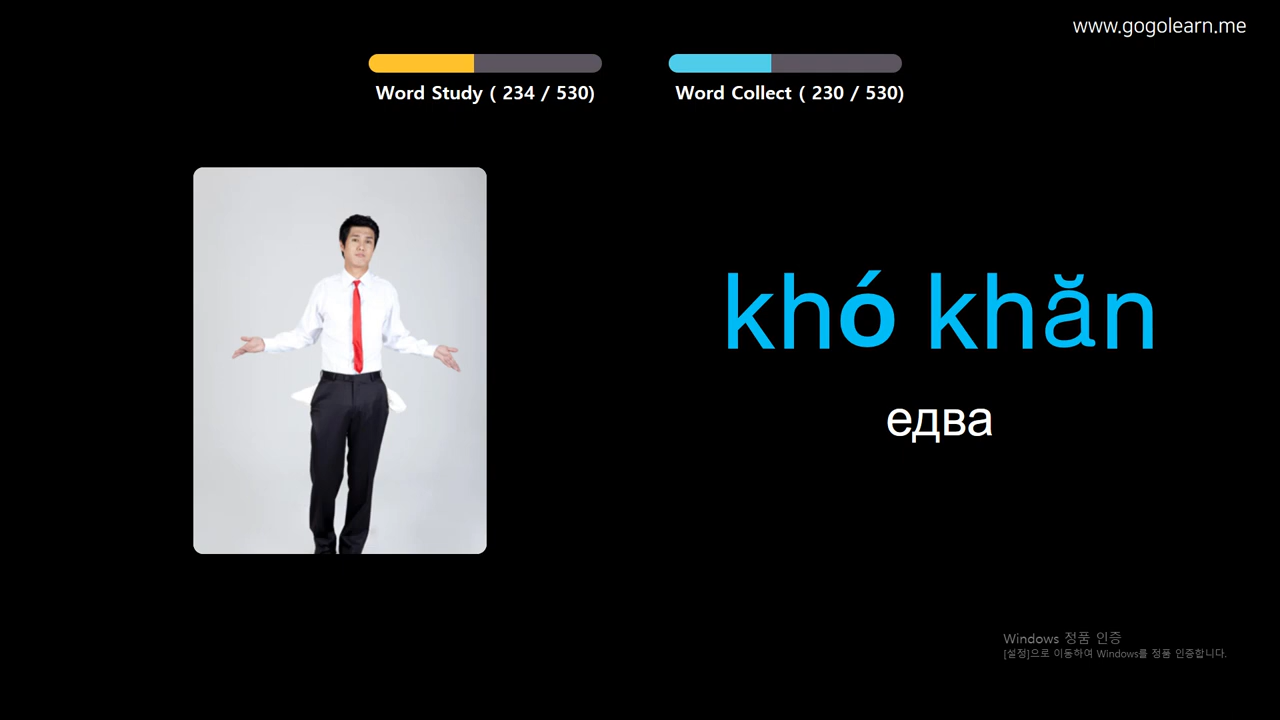 www.gogolearn.me
Word Study ( 234 / 530)
Word Collect ( 230 / 530)
khó khăn
едва
Windows 정품 인증
[설정]으로 이동하여 Windows를 정품 인증합니다.